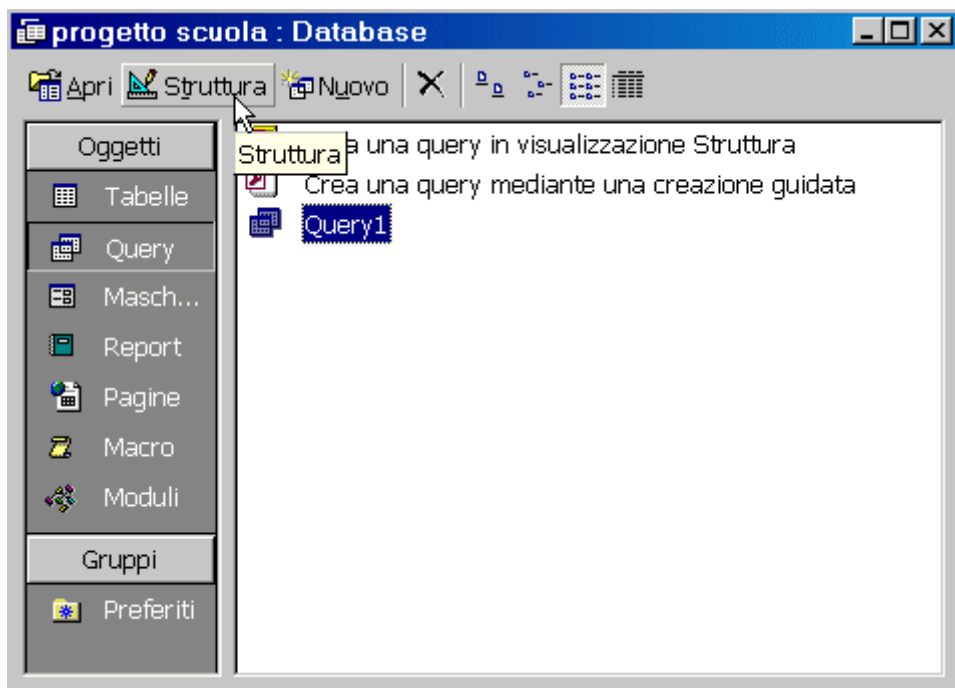 progetto scuola : Database
Apri Struttura Nuovo
Oggetti
Tabelle
Query
Masch...
Report
Pagine
Macro
Moduli
Gruppi
Preferiti
Struttura
a una query in visualizzazione Struttura
Crea una query mediante una creazione guidata
Query1